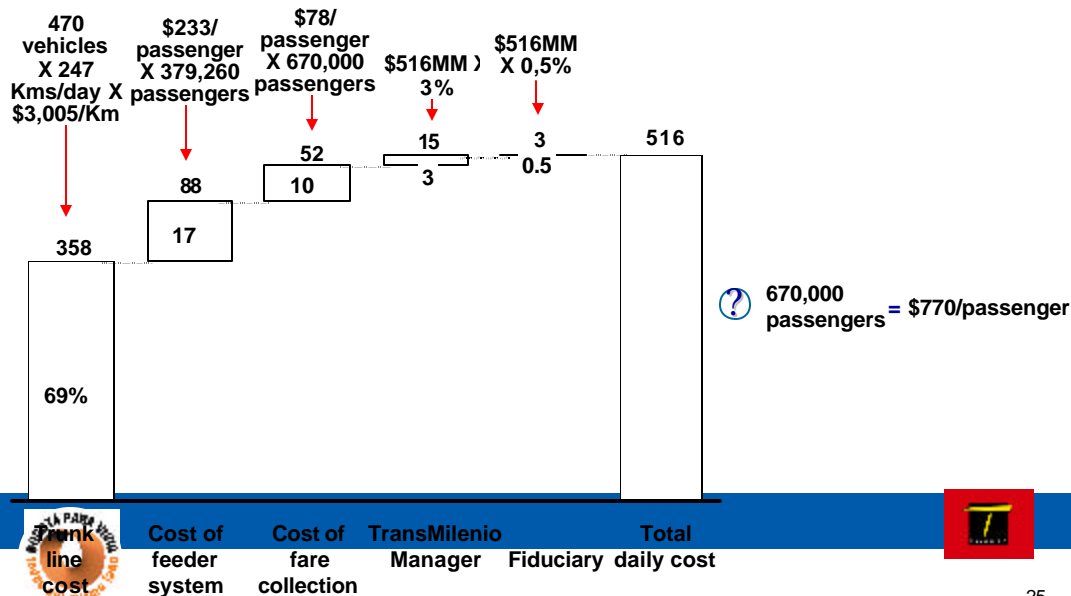 470
vehicles
X 247
Kms/day X
$3,005/Km
$233/
passenger
X 379,260
passengers
$78/
passenger
X 670,000
passengers
$516MM X
3%
$516MM
X 0,5%
358
88
52
15
3
516
69%
17
10
3
0.5
?
670,000
passengers
= $770/passenger
Trunk
line
cost
Cost of
feeder
system
Cost of
fare
collection
TransMilenio
Manager
Fiduciary
Total
daily cost
25